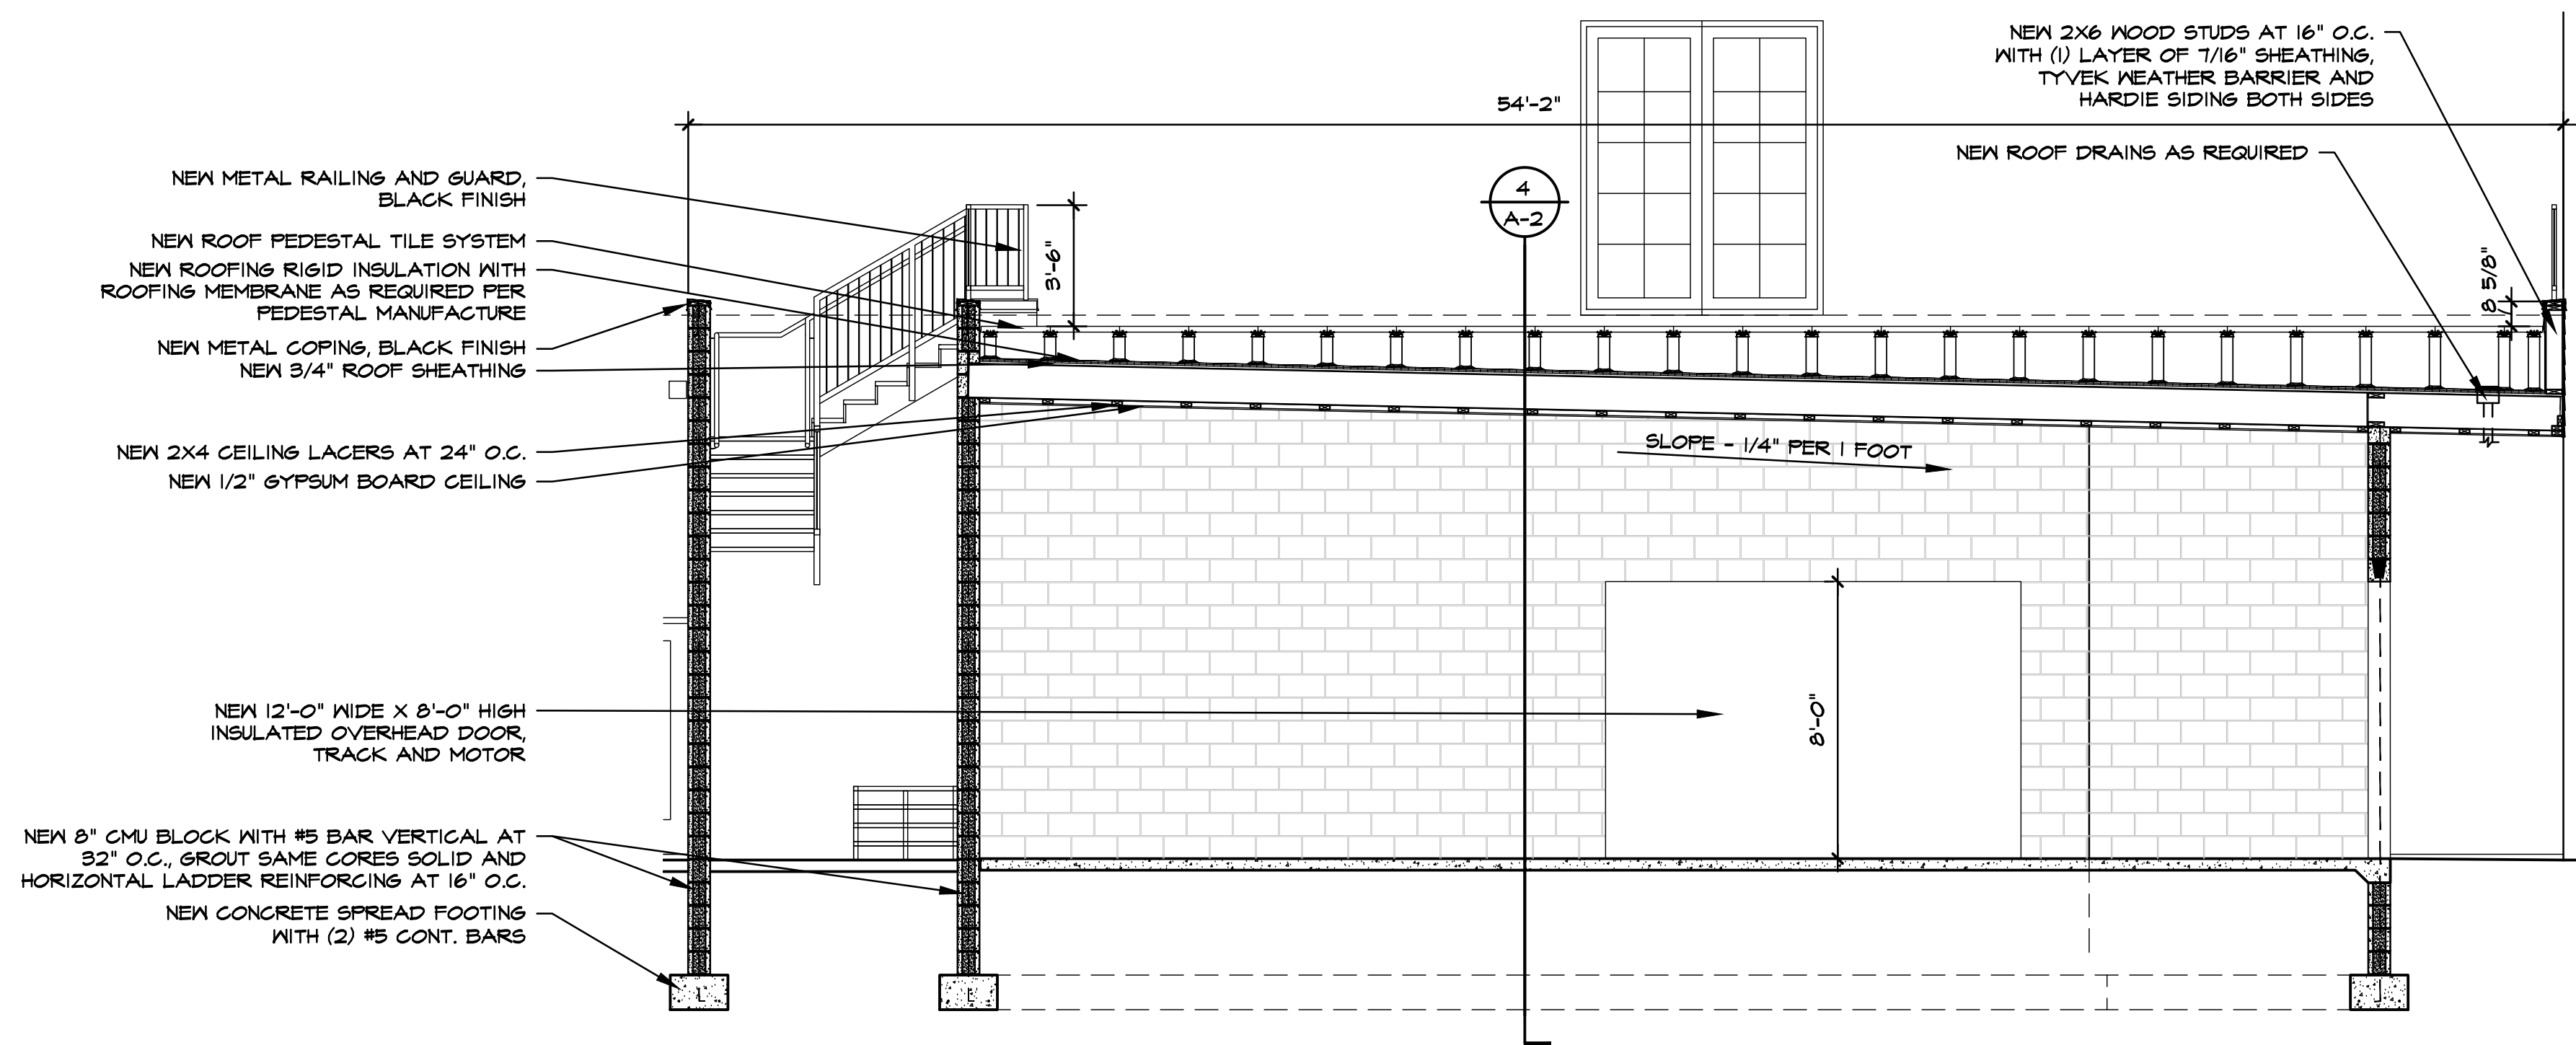 NEW 2X6 WOOD STUDS AT 16" O.C.
WITH (1) LAYER OF 7/16" SHEATHING,
TYVEK WEATHER BARRIER AND
HARDIE SIDING BOTH SIDES
54'-2"
NEW ROOF DRAINS AS REQUIRED
NEW METAL RAILING AND GUARD,
BLACK FINISH
4
A-2
NEW ROOF PEDESTAL TILE SYSTEM
3'-6"
8 5/8"
NEW ROOFING RIGID INSULATION WITH
ROOFING MEMBRANE AS REQUIRED PER
PEDESTAL MANUFACTURE
NEW METAL COPING, BLACK FINISH
NEW 3/4" ROOF SHEATHING
NEW 2X4 CEILING LACERS AT 24" O.C.
SLOPE - 1/4" PER 1 FOOT
NEW 1/2" GYPSUM BOARD CEILING
NEW 12'-0" WIDE X 8'-0" HIGH
INSULATED OVERHEAD DOOR,
TRACK AND MOTOR
8'-0"
NEW 8" CMU BLOCK WITH #5 BAR VERTICAL AT
32" O.C., GROUT SAME CORES SOLID AND
HORIZONTAL LADDER REINFORCING AT 16" O.C.
NEW CONCRETE SPREAD FOOTING
WITH (2) #5 CONT. BARS